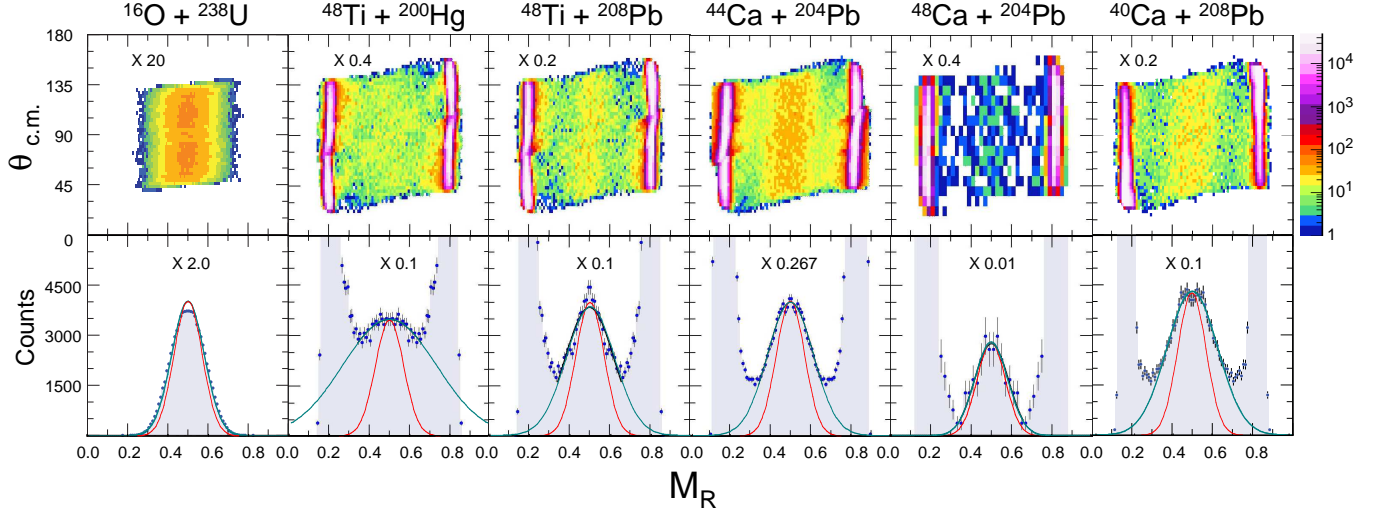 ¹⁶O + ²³⁸U ⁴⁸Ti + ²⁰⁰Hg ⁴⁸Ti + ²⁰⁸Pb ⁴⁴Ca + ²⁰⁴Pb ⁴⁸Ca + ²⁰⁴Pb ⁴⁰Ca + ²⁰⁸Pb
180
X 20 X 0.4 X 0.2 X 0.4 X 0.2
10⁴
135
10³
θc.m.
90
10²
45
10¹
0
1
X 2.0 X 0.1 X 0.1 X 0.267 X 0.01 X 0.1
4500
Counts
3000
1500
0.0 0.2 0.4 0.6 0.8 0.0 0.2 0.4 0.6 0.8 0.0 0.2 0.4 0.6 0.8 0.0 0.2 0.4 0.6 0.8 0.0 0.2 0.4 0.6 0.8 0.0 0.2 0.4 0.6 0.8
M_R